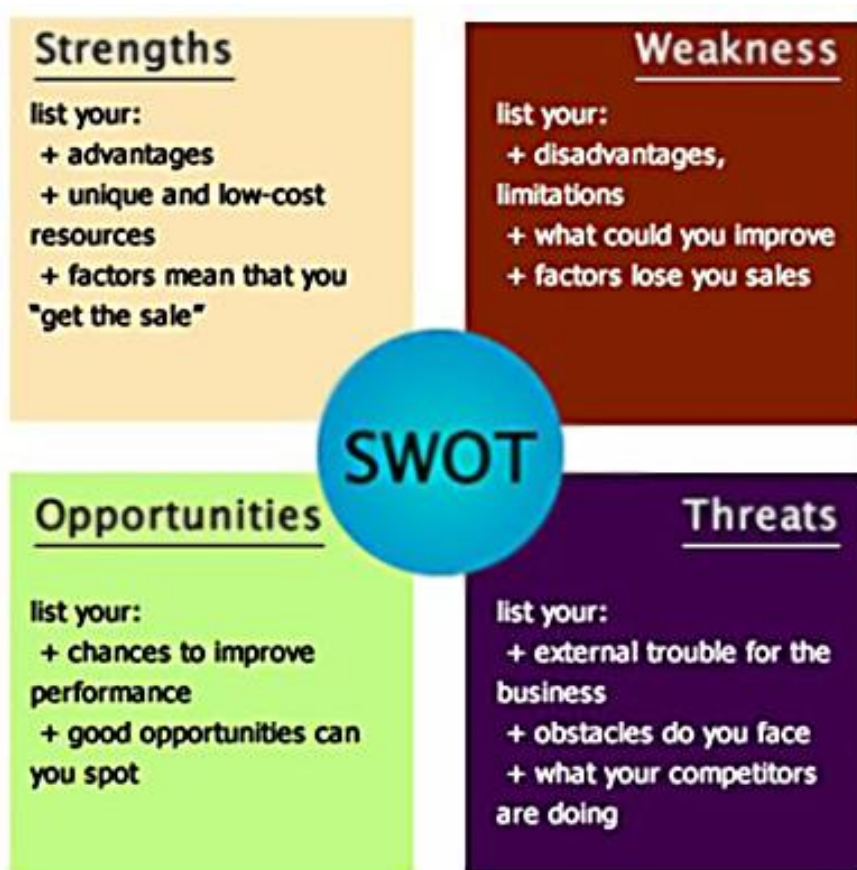 Strengths
list your:
+ advantages
+ unique and low-cost
resources
+ factors mean that you
"get the sale"
Weakness
list your:
+ disadvantages,
limitations
+ what could you improve
+ factors lose you sales
SWOT
Opportunities
list your:
+ chances to improve
performance
+ good opportunities can
you spot
Threats
list your:
+ external trouble for the
business
+ obstacles do you face
+ what your competitors
are doing